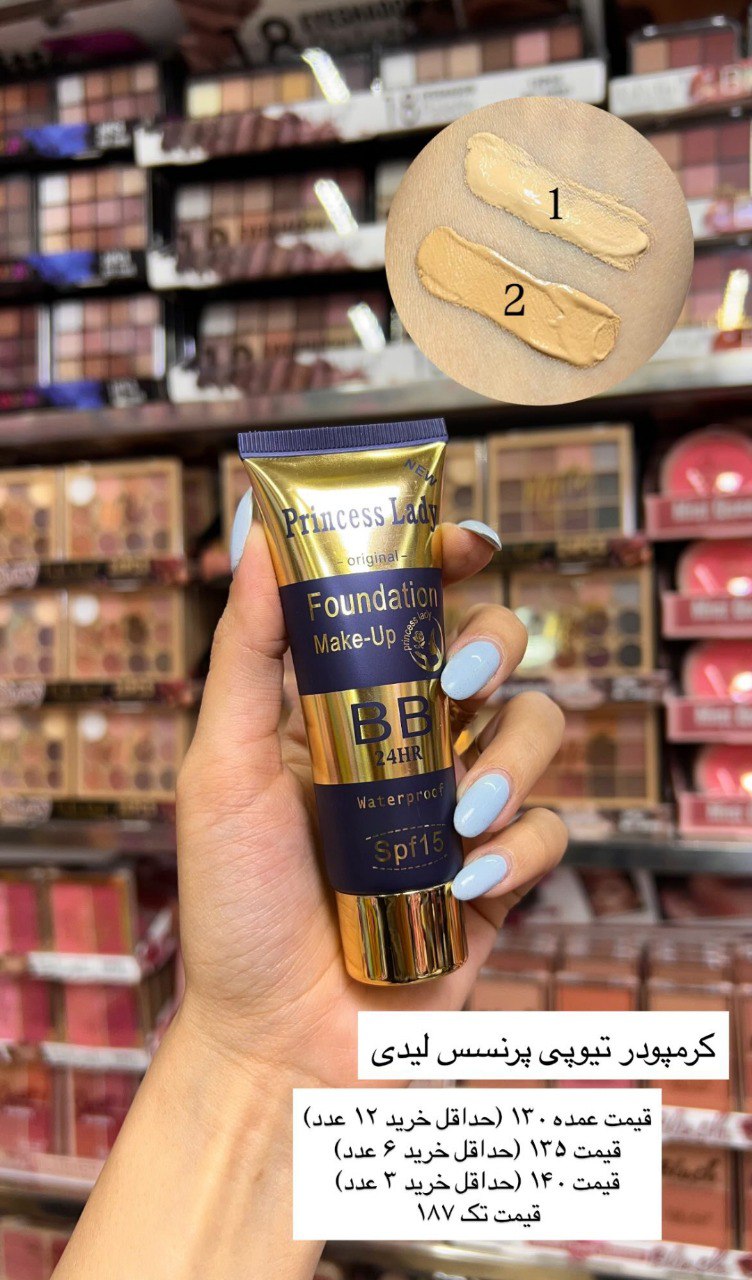 1
2
NEW
Princess Lady
- original -
Foundation
Make-Up
princess lady
BB
24HR
Waterproof
Spf15
کرمپودر تیوپی پرنسس لیدی
قیمت عمده ۱۳۰ (حداقل خرید ۱۲ عدد)
قیمت ۱۳۵ (حداقل خرید ۶ عدد)
قیمت ۱۴۰ (حداقل خرید ۳ عدد)
قیمت تک ۱۸۷